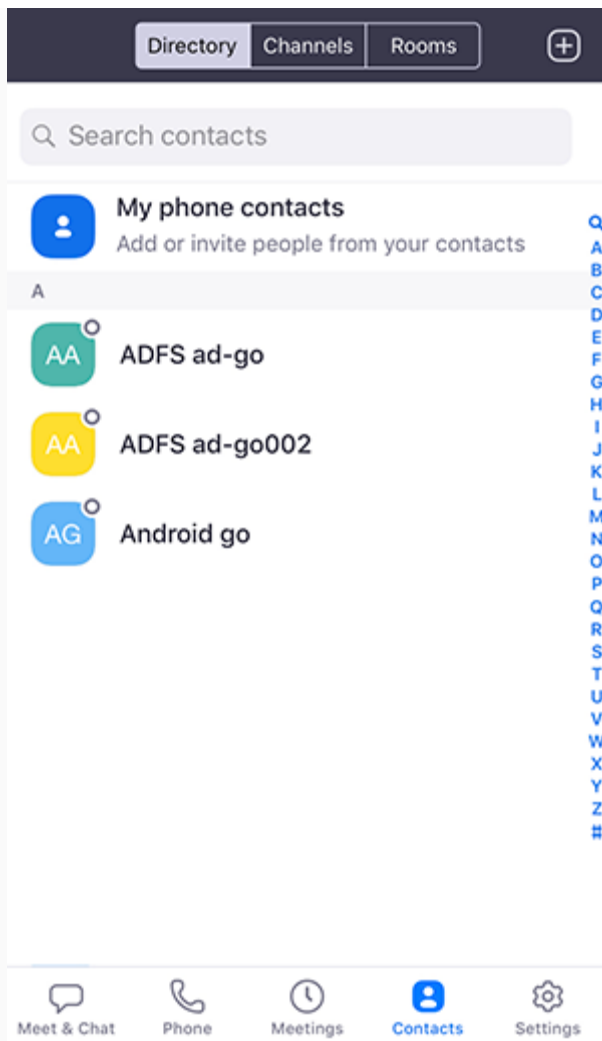 Directory Channels Rooms
Search contacts
My phone contacts
Add or invite people from your contacts
A
AA ADFS ad-go
AA ADFS ad-go002
AG Android go
A
B
C
D
E
F
G
H
I
J
K
L
M
N
O
P
Q
R
S
T
U
V
W
X
Y
Z
#
Meet & Chat Phone Meetings Contacts Settings